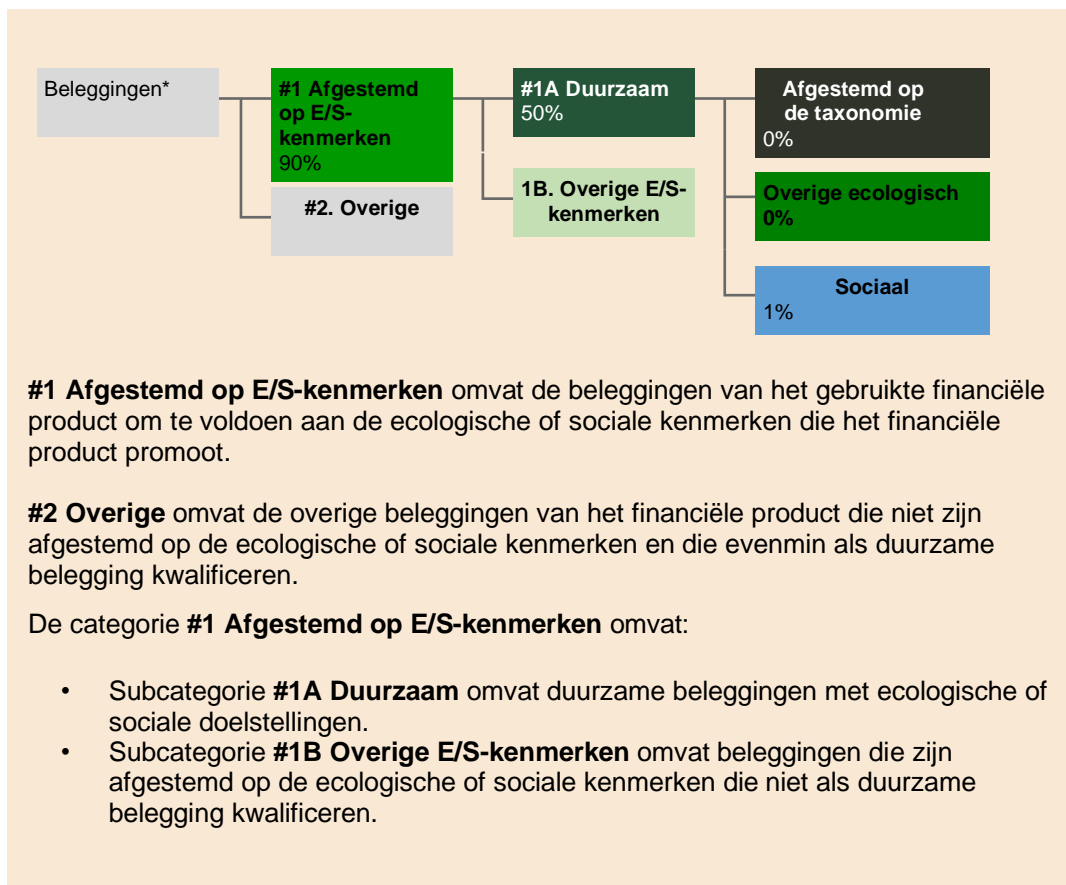 Beleggingen*
#1 Afgestemd
op E/S-
kenmerken
90%
#2. Overige
#1A Duurzaam
50%
1B. Overige E/S-
kenmerken
Afgestemd op
de taxonomie
0%
Overige ecologisch
0%
Sociaal
1%
#1 Afgestemd op E/S-kenmerken omvat de beleggingen van het gebruikte financiële
product om te voldoen aan de ecologische of sociale kenmerken die het financiële
product promoot.
#2 Overige omvat de overige beleggingen van het financiële product die niet zijn
afgestemd op de ecologische of sociale kenmerken en die evenmin als duurzame
belegging kwalificeren.
De categorie #1 Afgestemd op E/S-kenmerken omvat:
• Subcategorie #1A Duurzaam omvat duurzame beleggingen met ecologische of
sociale doelstellingen.
• Subcategorie #1B Overige E/S-kenmerken omvat beleggingen die zijn
afgestemd op de ecologische of sociale kenmerken die niet als duurzame
belegging kwalificeren.